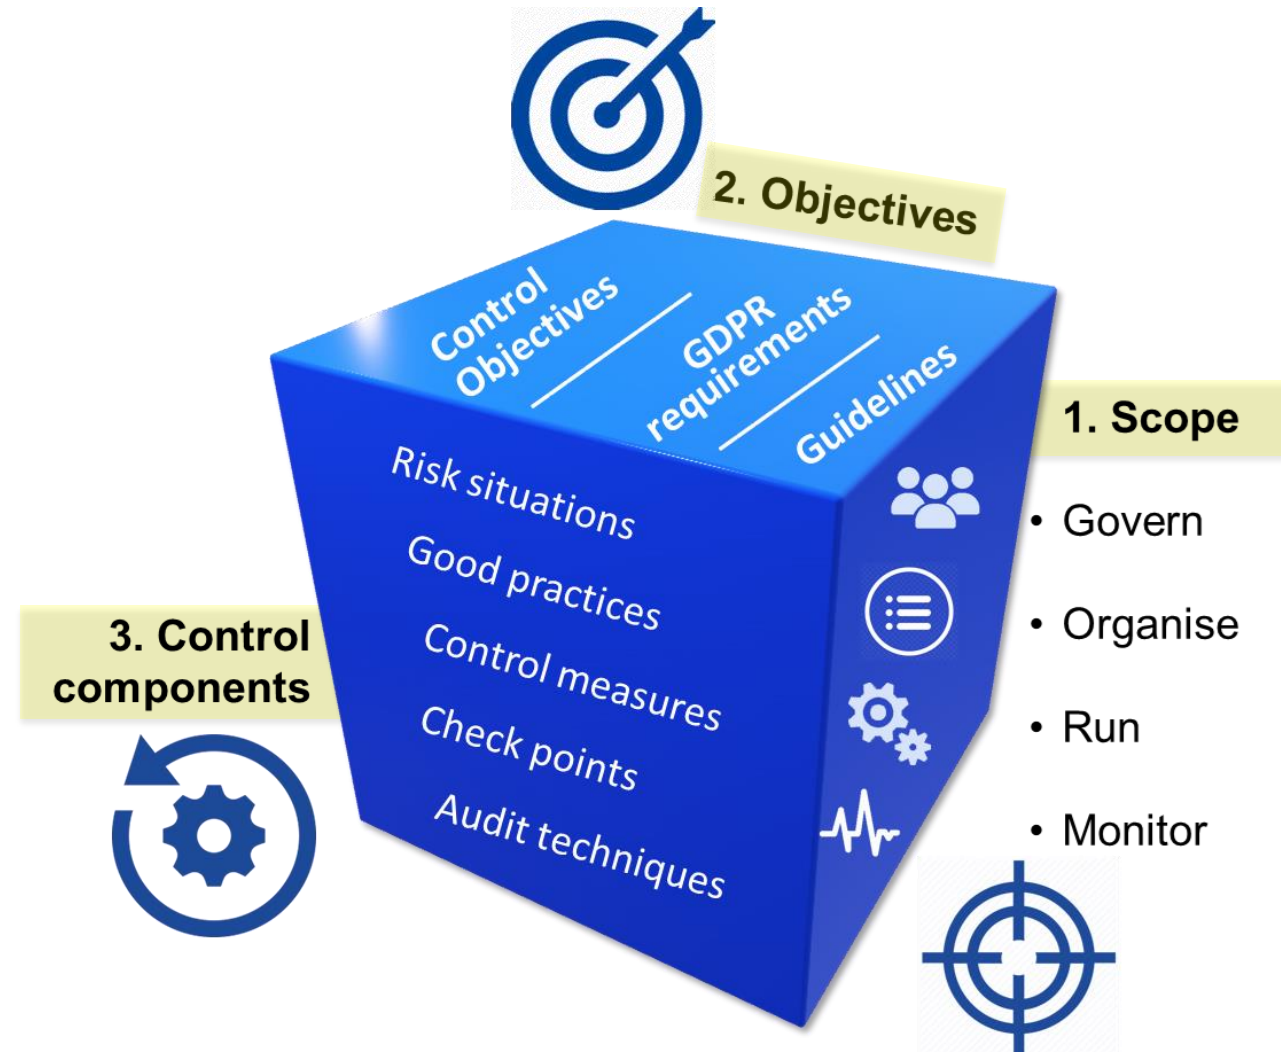 2. Objectives
Control
Objectives
GDPR
requirements
Guidelines
1. Scope
• Govern
• Organise
• Run
• Monitor
3. Control
components
Risk situations
Good practices
Control measures
Check points
Audit techniques